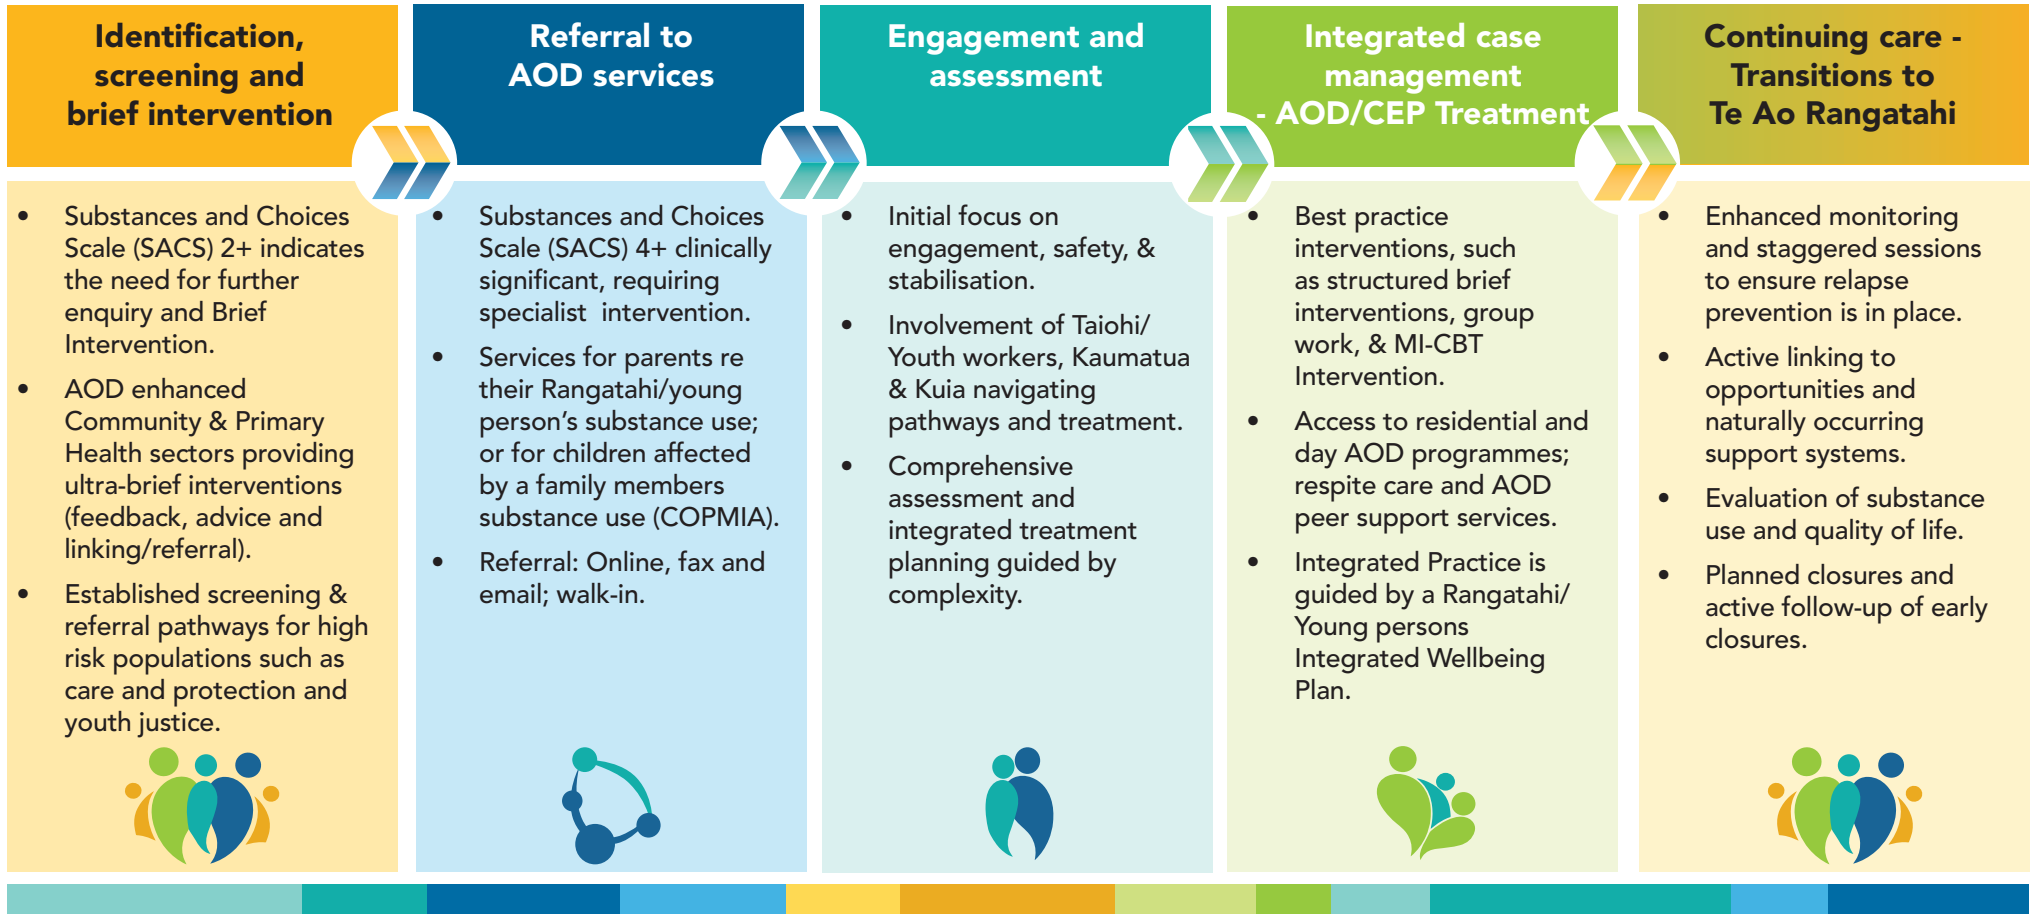 Identification,
screening and
brief intervention
• Substances and Choices
Scale (SACS) 2+ indicates
the need for further
enquiry and Brief
Intervention.
• AOD enhanced
Community & Primary
Health sectors providing
ultra-brief interventions
(feedback, advice and
linking/referral).
• Established screening &
referral pathways for high
risk populations such as
care and protection and
youth justice.
Referral to
AOD services
• Substances and Choices
Scale (SACS) 4+ clinically
significant, requiring
specialist  intervention.
• Services for parents re
their Rangatahi/young
person’s substance use;
or for children affected
by a family members
substance use (COPMIA).
• Referral: Online, fax and
email; walk-in.
Engagement and
assessment
• Initial focus on
engagement, safety, &
stabilisation.
• Involvement of Taiohi/
Youth workers, Kaumatua
& Kuia navigating
pathways and treatment.
• Comprehensive
assessment and
integrated treatment
planning guided by
complexity.
Integrated case
management
- AOD/CEP Treatment
• Best practice
interventions, such
as structured brief
interventions, group
work, & MI-CBT
Intervention.
• Access to residential and
day AOD programmes;
respite care and AOD
peer support services.
• Integrated Practice is
guided by a Rangatahi/
Young persons
Integrated Wellbeing
Plan.
Continuing care -
Transitions to
Te Ao Rangatahi
• Enhanced monitoring
and staggered sessions
to ensure relapse
prevention is in place.
• Active linking to
opportunities and
naturally occurring
support systems.
• Evaluation of substance
use and quality of life.
• Planned closures and
active follow-up of early
closures.